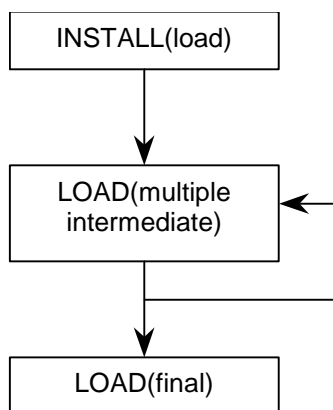 INSTALL(load)
LOAD(multiple
intermediate)
LOAD(final)